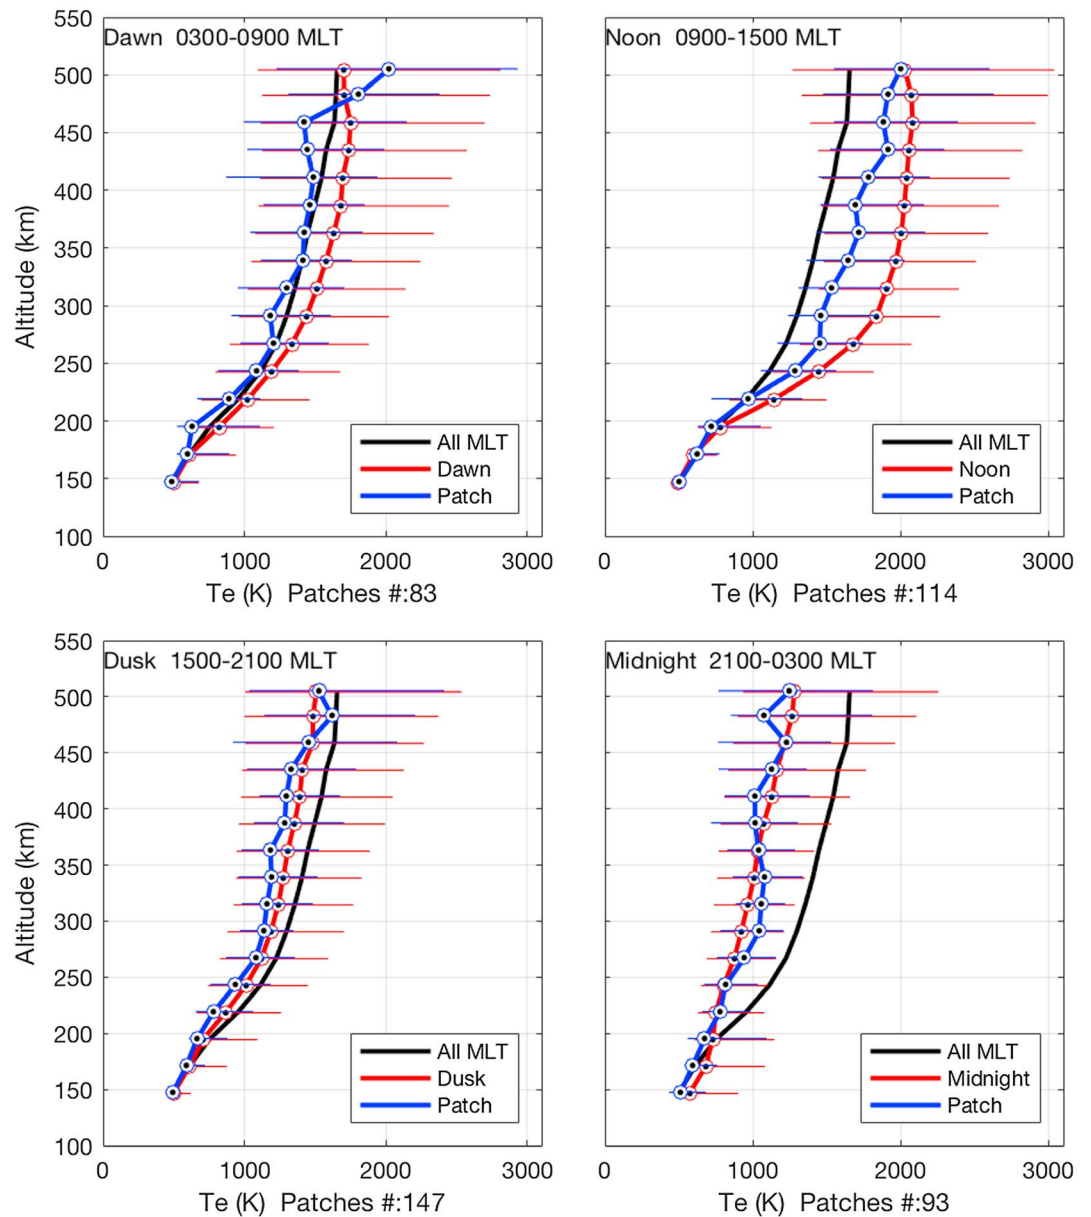 Dawn 0300-0900 MLT
550
500
450
400
350
300
250
200
150
100
Altitude (km)
All MLT
Dawn
Patch
0 1000 2000 3000
Te (K) Patches #:83
Noon 0900-1500 MLT
All MLT
Noon
Patch
0 1000 2000 3000
Te (K) Patches #:114
Dusk 1500-2100 MLT
550
500
450
400
350
300
250
200
150
100
Altitude (km)
All MLT
Dusk
Patch
0 1000 2000 3000
Te (K) Patches #:147
Midnight 2100-0300 MLT
All MLT
Midnight
Patch
0 1000 2000 3000
Te (K) Patches #:93